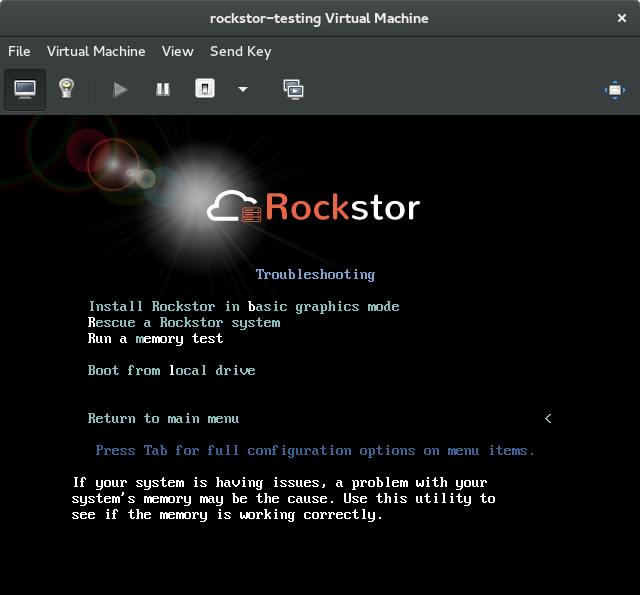 rockstor-testing Virtual Machine
File Virtual Machine View Send Key
Rockstor
Troubleshooting
Install Rockstor in basic graphics mode
Rescue a Rockstor system
Run a memory test
Boot from local drive
Return to main menu <
Press Tab for full configuration options on menu items.
If your system is having issues, a problem with your
system's memory may be the cause. Use this utility to
see if the memory is working correctly.